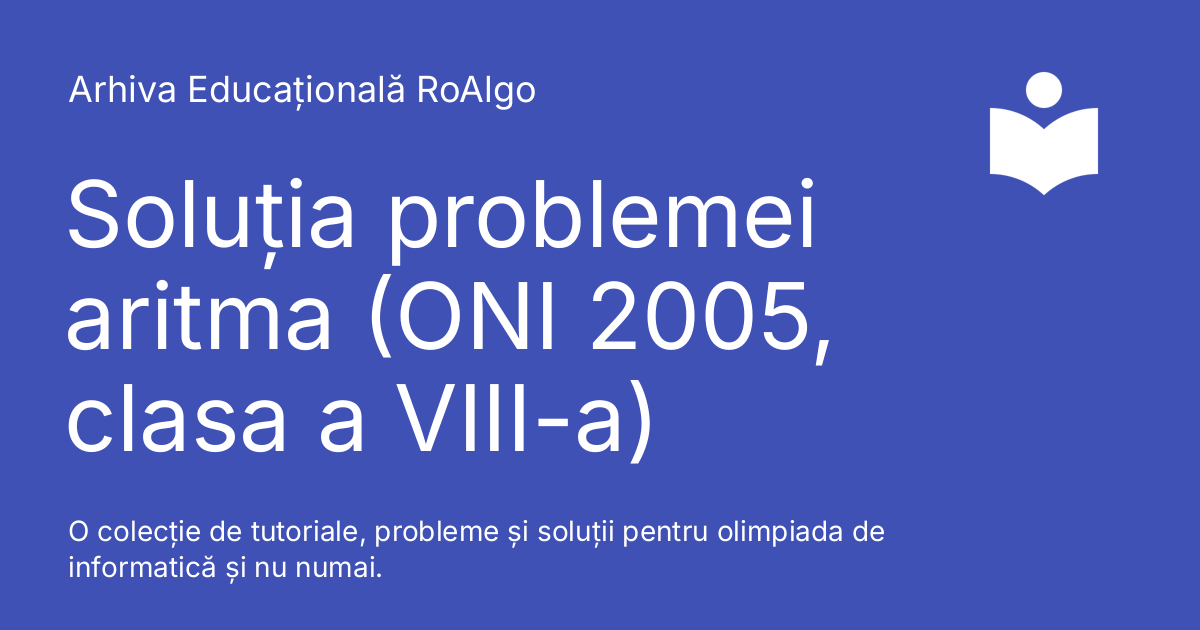 Arhiva Educațională RoAlgo
Soluția problemei
aritma (ONI 2005,
clasa a VIII-a)
O colecție de tutoriale, probleme și soluții pentru olimpiada de
informatică și nu numai.